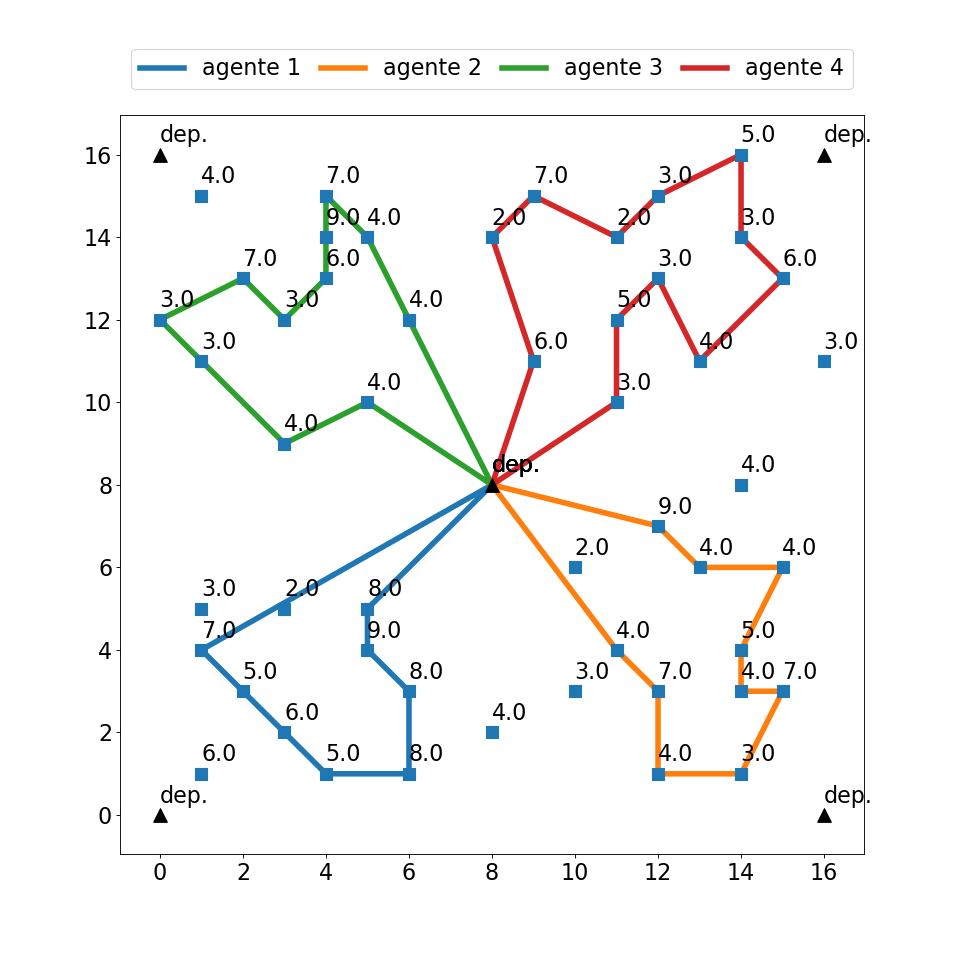 agente 1 agente 2 agente 3 agente 4
dep. 5.0 dep.
16
4.0 7.0 7.0 3.0
14 9.0 4.0 2.0 2.0 3.0
7.0 6.0 3.0 6.0
12 3.0 3.0 4.0 5.0
3.0 6.0 4.0 3.0
10 4.0 3.0
4.0
8 dep. 4.0
9.0
6 2.0 4.0 4.0
3.0 2.0 8.0
4 7.0 9.0 4.0 5.0
5.0 8.0 3.0 7.0 4.0 7.0
2 6.0 4.0
6.0 5.0 8.0 4.0 3.0
0 dep. dep.
0 2 4 6 8 10 12 14 16